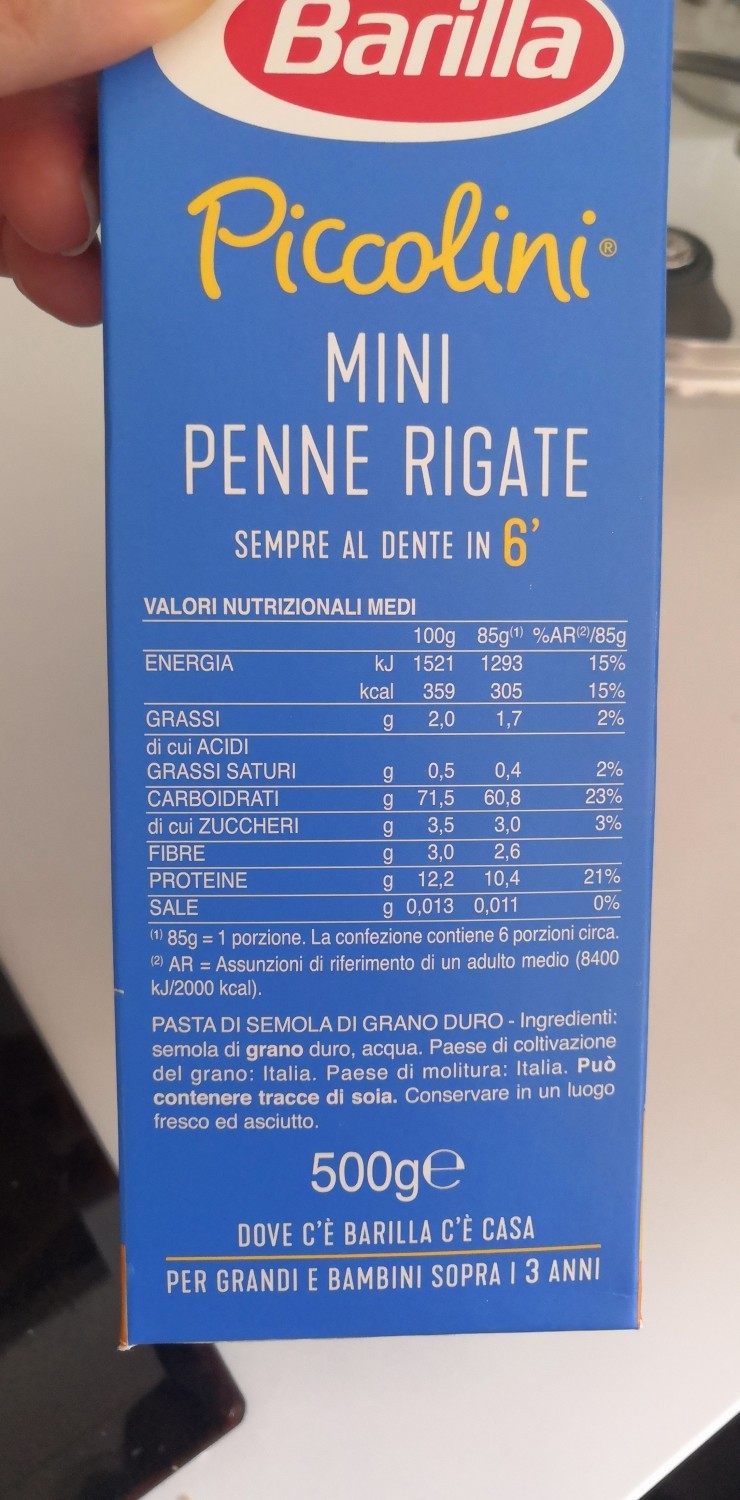 Barilla
Piccolini®
MINI
PENNE RIGATE
SEMPRE AL DENTE IN 6'
VALORI NUTRIZIONALI MEDI
100g 85g(1) %AR(2)/85g
ENERGIA kJ 1521 1293 15%
kcal 359 305 15%
GRASSI g 2,0 1,7 2%
di cui ACIDI
GRASSI SATURI g 0,5 0,4 2%
CARBOIDRATI g 71,5 60,8 23%
di cui ZUCCHERI g 3,5 3,0 3%
FIBRE g 3,0 2,6
PROTEINE g 12,2 10,4 21%
SALE g 0,013 0,011 0%
(1) 85g = 1 porzione. La confezione contiene 6 porzioni circa.
(2) AR = Assunzioni di riferimento di un adulto medio (8400
kJ/2000 kcal).
PASTA DI SEMOLA DI GRANO DURO - Ingredienti:
semola di grano duro, acqua. Paese di coltivazione
del grano: Italia. Paese di molitura: Italia. Può
contenere tracce di soia. Conservare in un luogo
fresco ed asciutto.
500g℮
DOVE C'È BARILLA C'È CASA
PER GRANDI E BAMBINI SOPRA I 3 ANNI